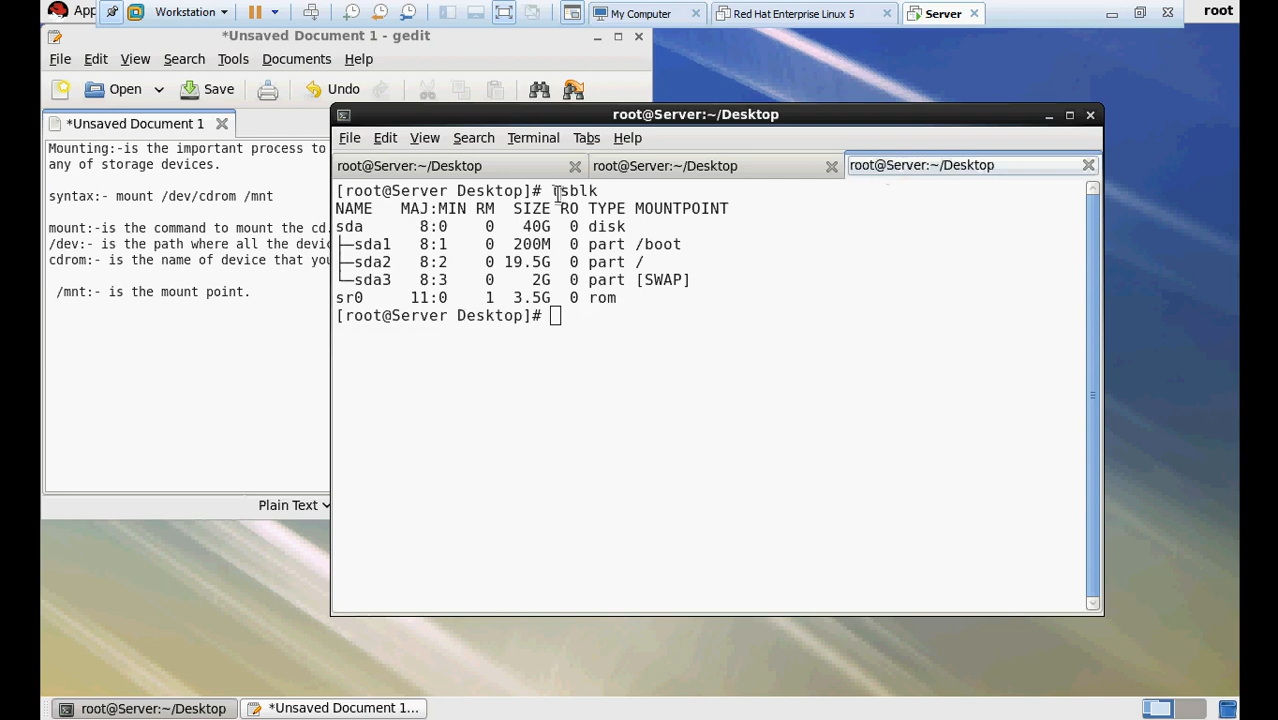 App
Workstation
My Computer
Red Hat Enterprise Linux 5
Server
root
*Unsaved Document 1 - gedit
File Edit View Search Tools Documents Help
Open Save Undo
*Unsaved Document 1
Mounting:-is the important process to
any of storage devices.
syntax:- mount /dev/cdrom /mnt
mount:-is the command to mount the cd.
/dev:- is the path where all the devic
cdrom:- is the name of device that you
/mnt:- is the mount point.
Plain Text
root@Server:~/Desktop
File Edit View Search Terminal Tabs Help
root@Server:~/Desktop
root@Server:~/Desktop
root@Server:~/Desktop
[root@Server Desktop]# lsblk
NAME MAJ:MIN RM SIZE RO TYPE MOUNTPOINT
sda 8:0 0 40G 0 disk
├─sda1 8:1 0 200M 0 part /boot
├─sda2 8:2 0 19.5G 0 part /
└─sda3 8:3 0 2G 0 part [SWAP]
sr0 11:0 1 3.5G 0 rom
[root@Server Desktop]#
root@Server:~/Desktop
*Unsaved Document 1...